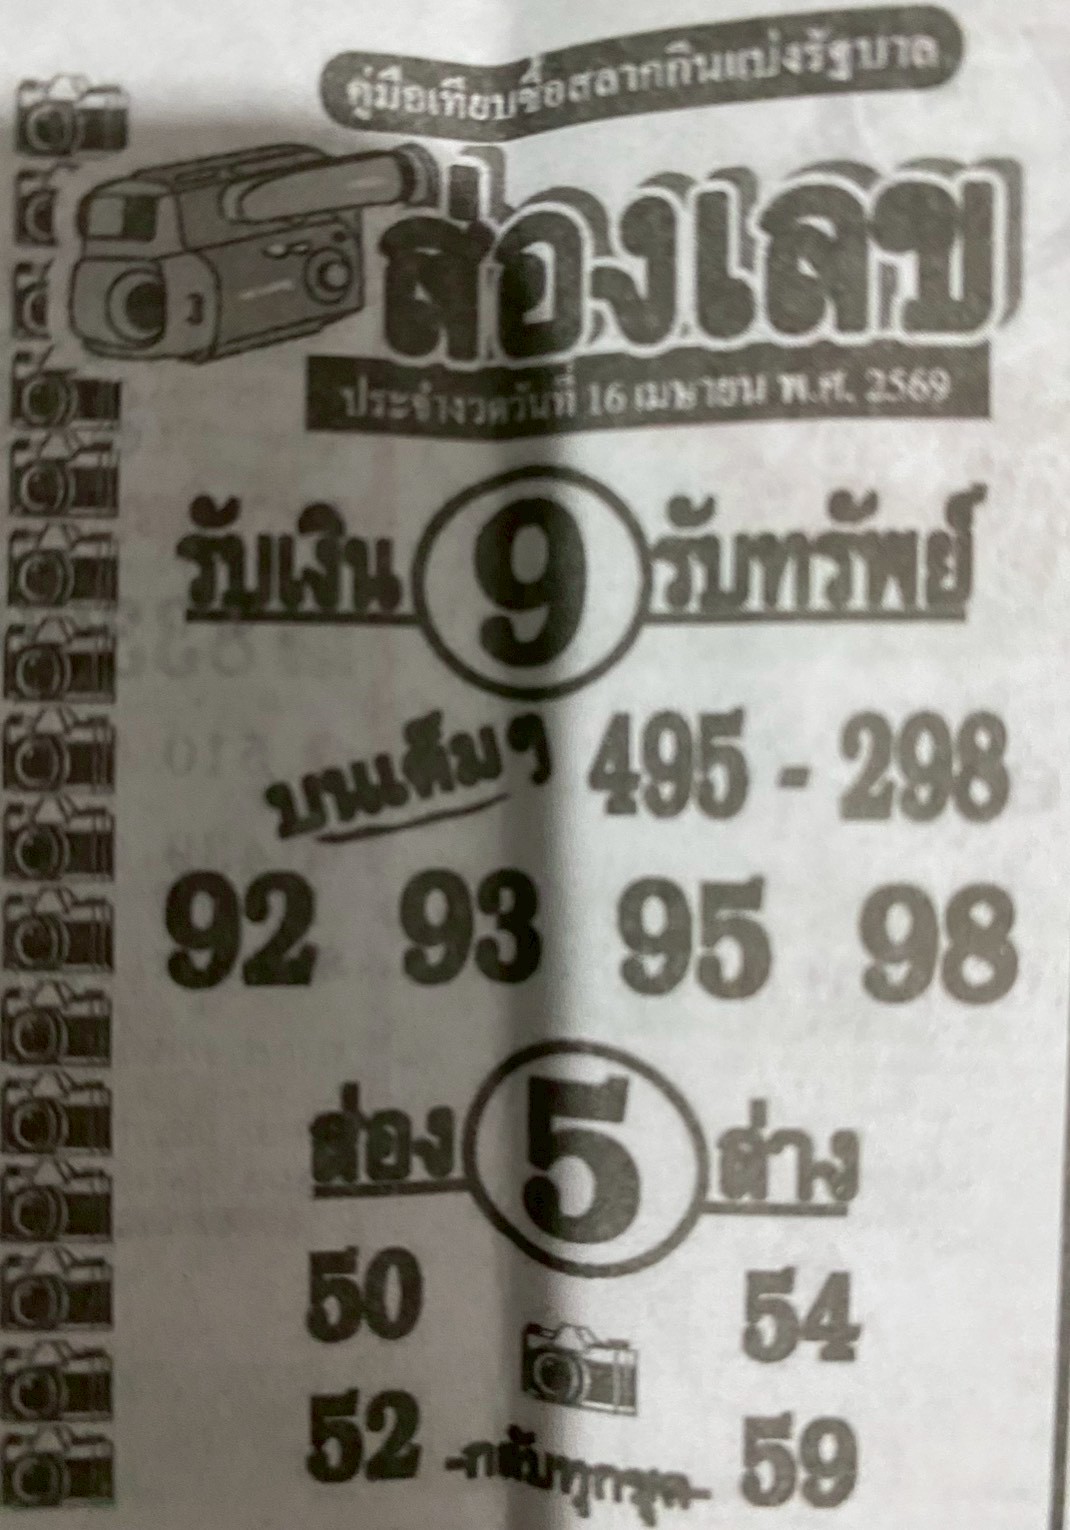 คู่มือเทียบซื้อสลากกินแบ่งรัฐบาล
ส่องเลข
ประจำงวดวันที่ 16 เมษายน พ.ศ. 2569
รับเงิน 9 รับทรัพย์
บนเต็มๆ 495 - 298
92 93 95 98
ส่อง 5 ล่าง
50 54
52 -กลับทุกชุด- 59